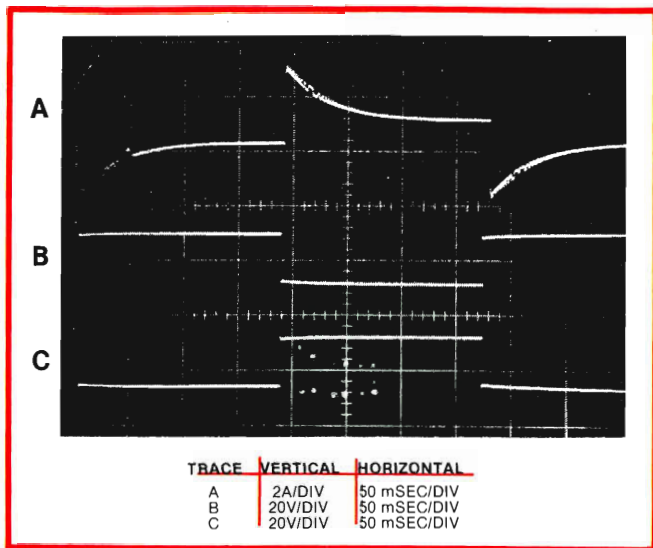 A
B
C
TRACE VERTICAL HORIZONTAL
A 2A/DIV 50 mSEC/DIV
B 20V/DIV 50 mSEC/DIV
C 20V/DIV 50 mSEC/DIV